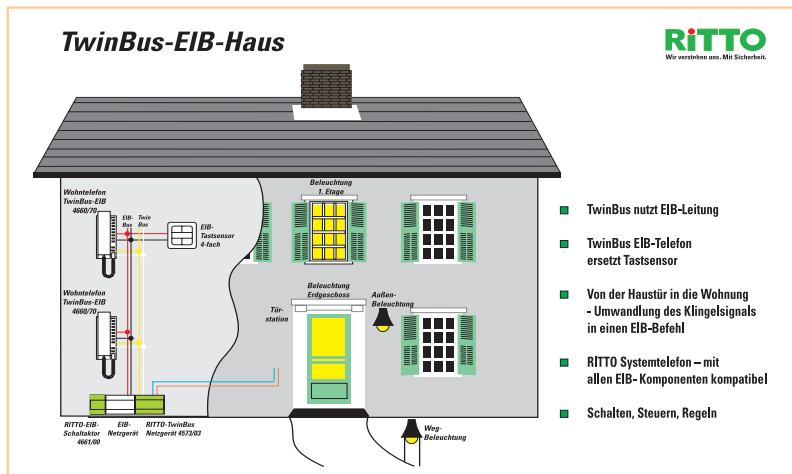 TwinBus-EIB-Haus
RiTTO
Wir verstehen uns. Mit Sicherheit.
Wohntelefon
TwinBus-EIB
4660/70
EIB-
Bus
Twin
Bus
EIB-
Tastsensor
4-fach
Beleuchtung
1. Etage
Wohntelefon
TwinBus-EIB
4660/70
Beleuchtung
Erdgeschoss
Tür-
station
Außen-
Beleuchtung
RITTO-EIB-
Schaltaktor
4661/00
EIB-
Netzgerät
RITTO-TwinBus
Netzgerät 4573/03
Weg-
Beleuchtung
TwinBus nutzt EIB-Leitung
TwinBus EIB-Telefon
ersetzt Tastsensor
Von der Haustür in die Wohnung
- Umwandlung des Klingelsignals
in einen EIB-Befehl
RITTO Systemtelefon – mit
allen EIB-Komponenten kompatibel
Schalten, Steuern, Regeln